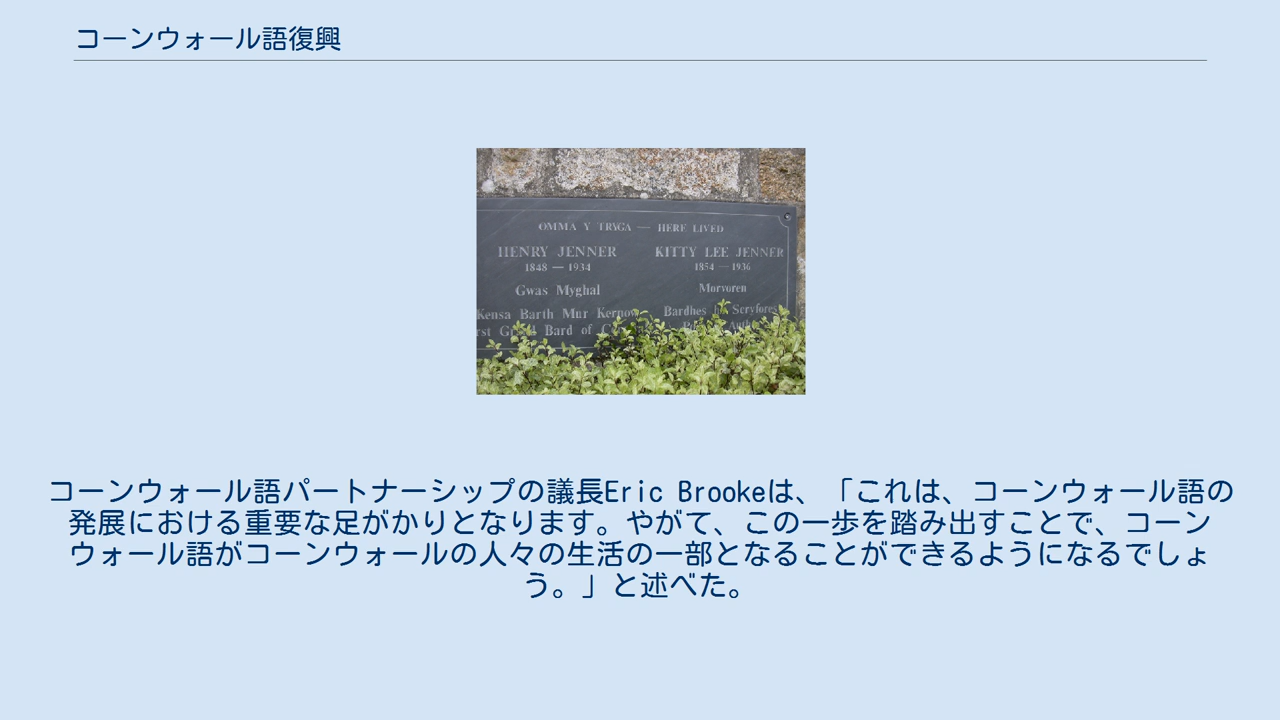 コーンウォール語復興
OMMA Y TRYGA — HERE LIVED
HENRY JENNER KITTY LEE JENNER
1848 — 1934 1854 — 1936
Gwas Myghal Morvoren
Kensa Barth Mur Kernow Bardhes
Bard of
コーンウォール語パートナーシップの議長Eric Brookeは、「これは、コーンウォール語の
発展における重要な足がかりとなります。やがて、この一歩を踏み出すことで、コーン
ウォール語がコーンウォールの人々の生活の一部となることができるようになるでしょ
う。」と述べた。